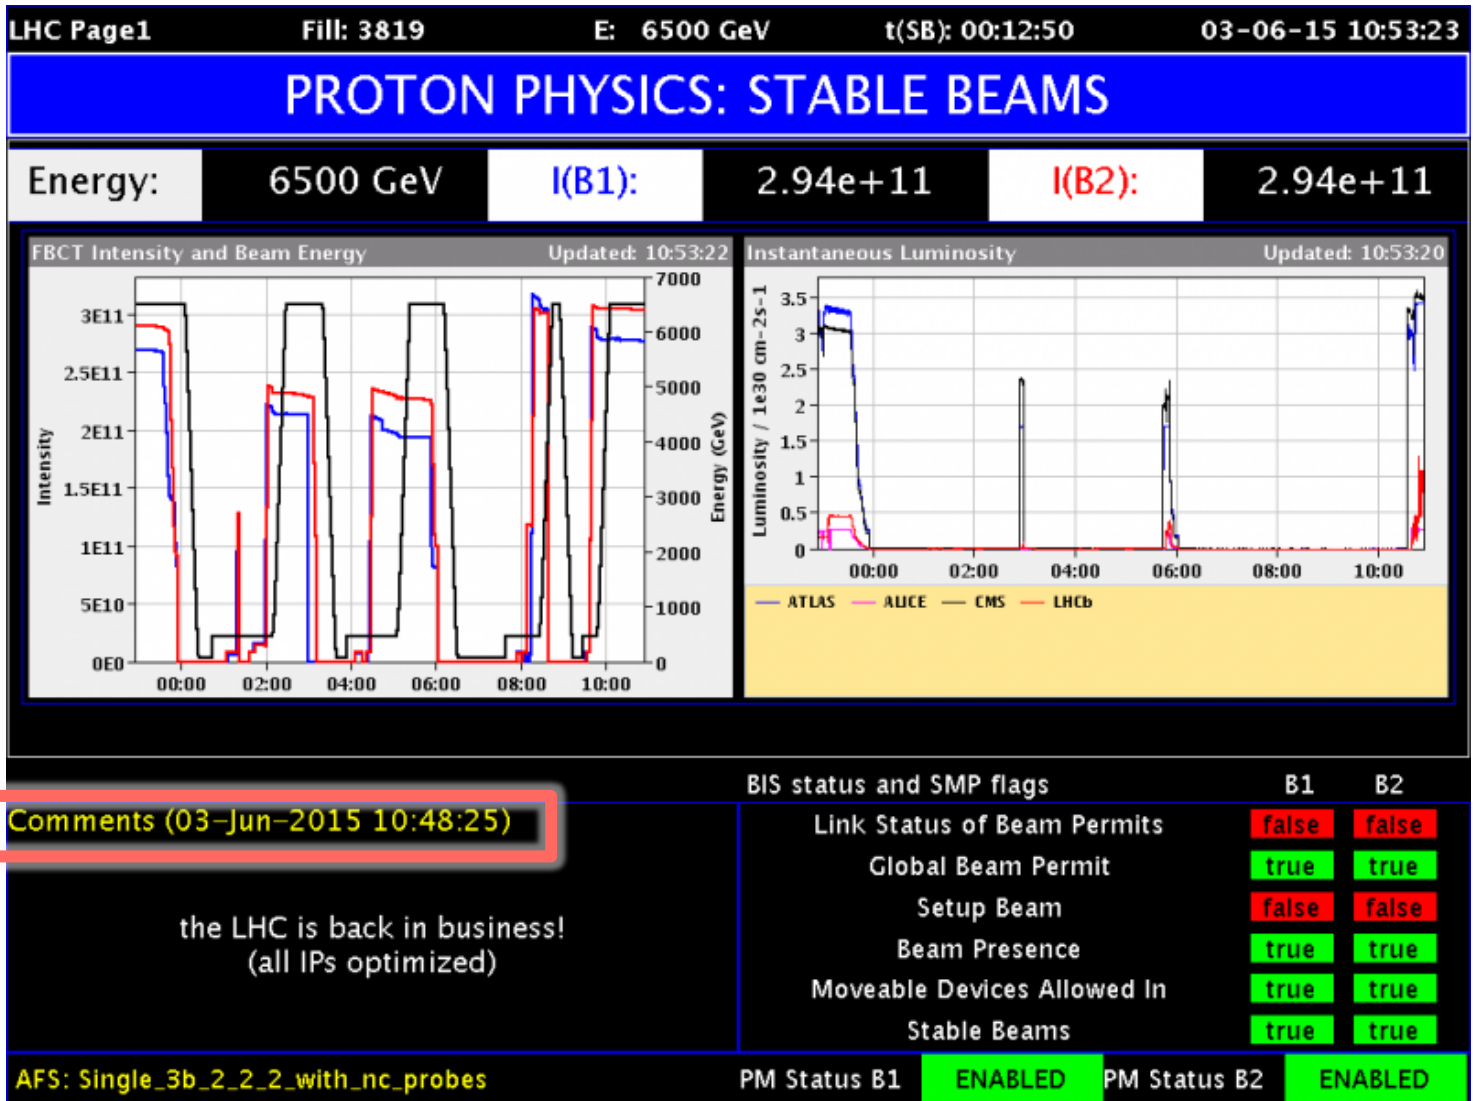 LHC Page1 Fill: 3819 E: 6500 GeV t(SB): 00:12:50 03-06-15 10:53:23
PROTON PHYSICS: STABLE BEAMS
Energy: 6500 GeV I(B1): 2.94e+11 I(B2): 2.94e+11
FBCT Intensity and Beam Energy Updated: 10:53:22
7000
3E11
6000
2.5E11
5000
2E11
4000
1.5E11
3000
1E11
2000
5E10
1000
0E0
0
Intensity
Energy (GeV)
00:00 02:00 04:00 06:00 08:00 10:00
Instantaneous Luminosity Updated: 10:53:20
3.5
3
2.5
2
1.5
1
0.5
0
Luminosity / 1e30 cm-2s-1
00:00 02:00 04:00 06:00 08:00 10:00
ATLAS ALICE CMS LHCb
Comments (03-Jun-2015 10:48:25)
the LHC is back in business!
(all IPs optimized)
BIS status and SMP flags B1 B2
Link Status of Beam Permits false false
Global Beam Permit true true
Setup Beam false false
Beam Presence true true
Moveable Devices Allowed In true true
Stable Beams true true
AFS: Single_3b_2_2_2_with_nc_probes PM Status B1 ENABLED PM Status B2 ENABLED